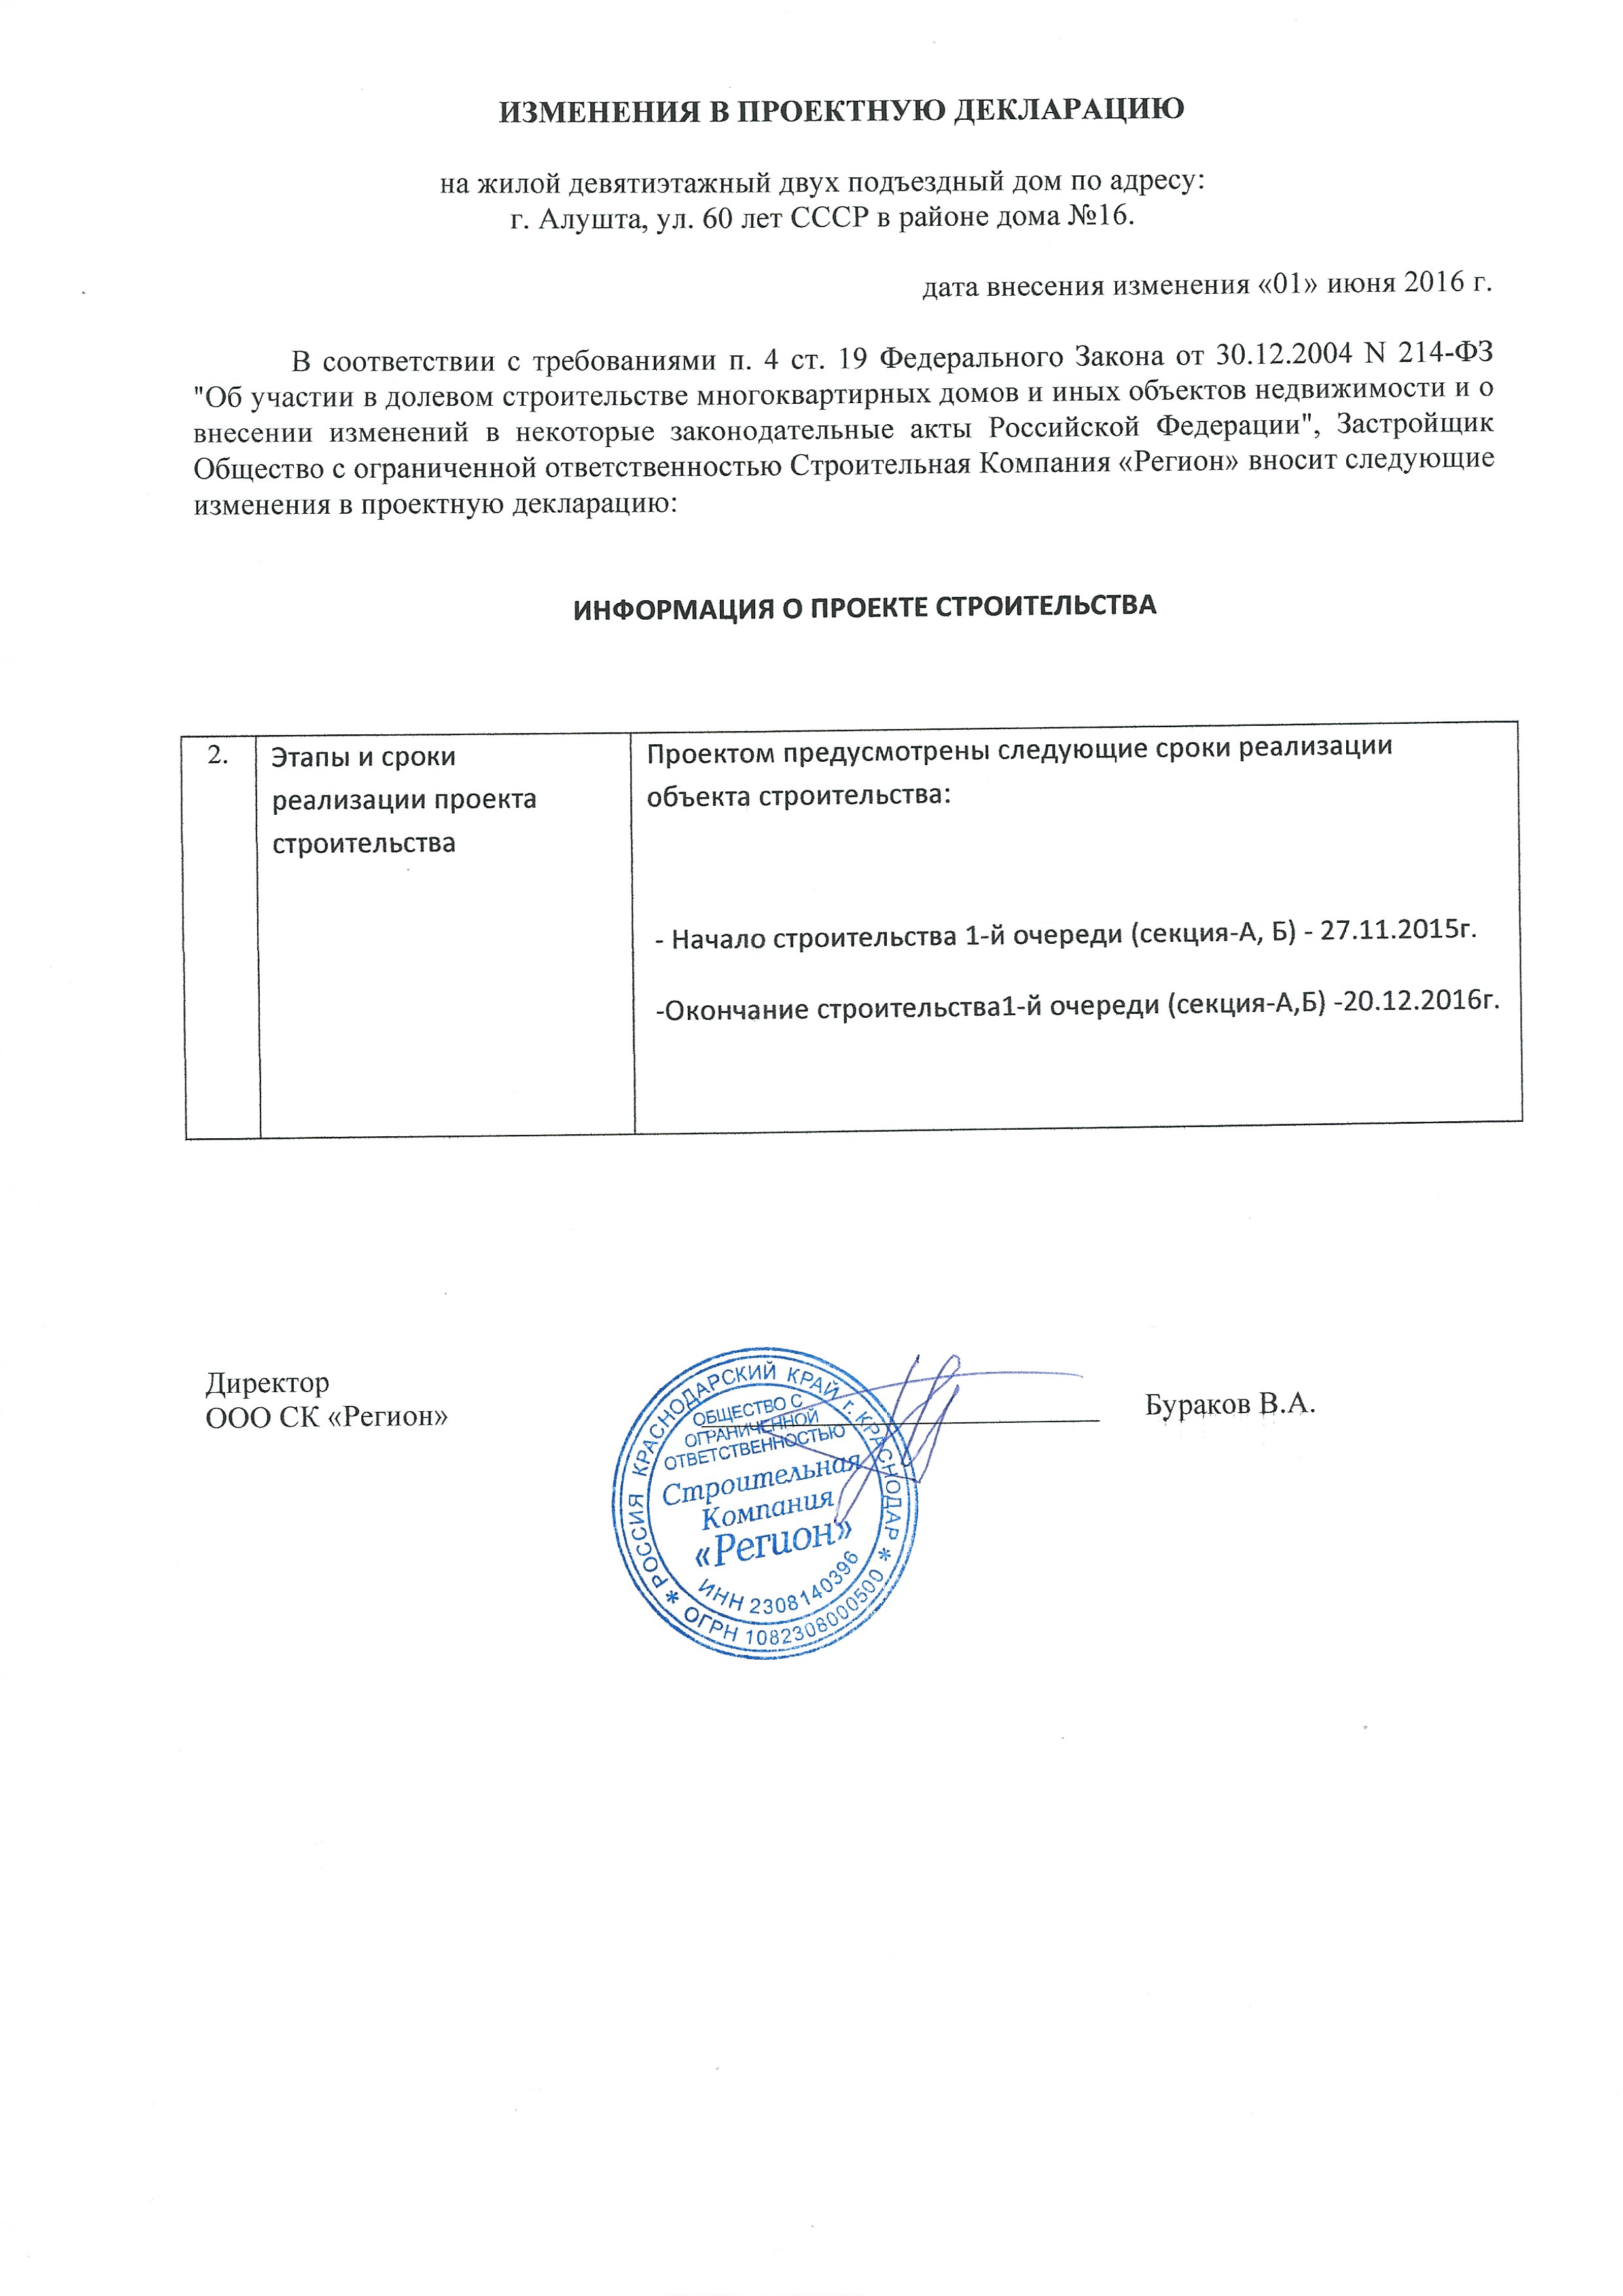 ИЗМЕНЕНИЯ В ПРОЕКТНУЮ ДЕКЛАРАЦИЮ
на жилой девятиэтажный двух подъездный дом по адресу:
г. Алушта, ул. 60 лет СССР в районе дома №16.
дата внесения изменения «01» июня 2016 г.
В соответствии с требованиями п. 4 ст. 19 Федерального Закона от 30.12.2004 N 214-ФЗ
"Об участии в долевом строительстве многоквартирных домов и иных объектов недвижимости и о
внесении изменений в некоторые законодательные акты Российской Федерации", Застройщик
Общество с ограниченной ответственностью Строительная Компания «Регион» вносит следующие
изменения в проектную декларацию:
ИНФОРМАЦИЯ О ПРОЕКТЕ СТРОИТЕЛЬСТВА
2.
Этапы и сроки
реализации проекта
строительства
Проектом предусмотрены следующие сроки реализации
объекта строительства:
- Начало строительства 1-й очереди (секция-А, Б) - 27.11.2015г.
-Окончание строительства1-й очереди (секция-А,Б) -20.12.2016г.
Директор
ООО СК «Регион»
Бураков В.А.
РОССИЯ КРАСНОДАРСКИЙ КРАЙ г. КРАСНОДАР
ОБЩЕСТВО С
ОГРАНИЧЕННОЙ
ОТВЕТСТВЕННОСТЬЮ
Строительная
Компания
«Регион»
ИНН 2308140396
* ОГРН 1082308000500 *